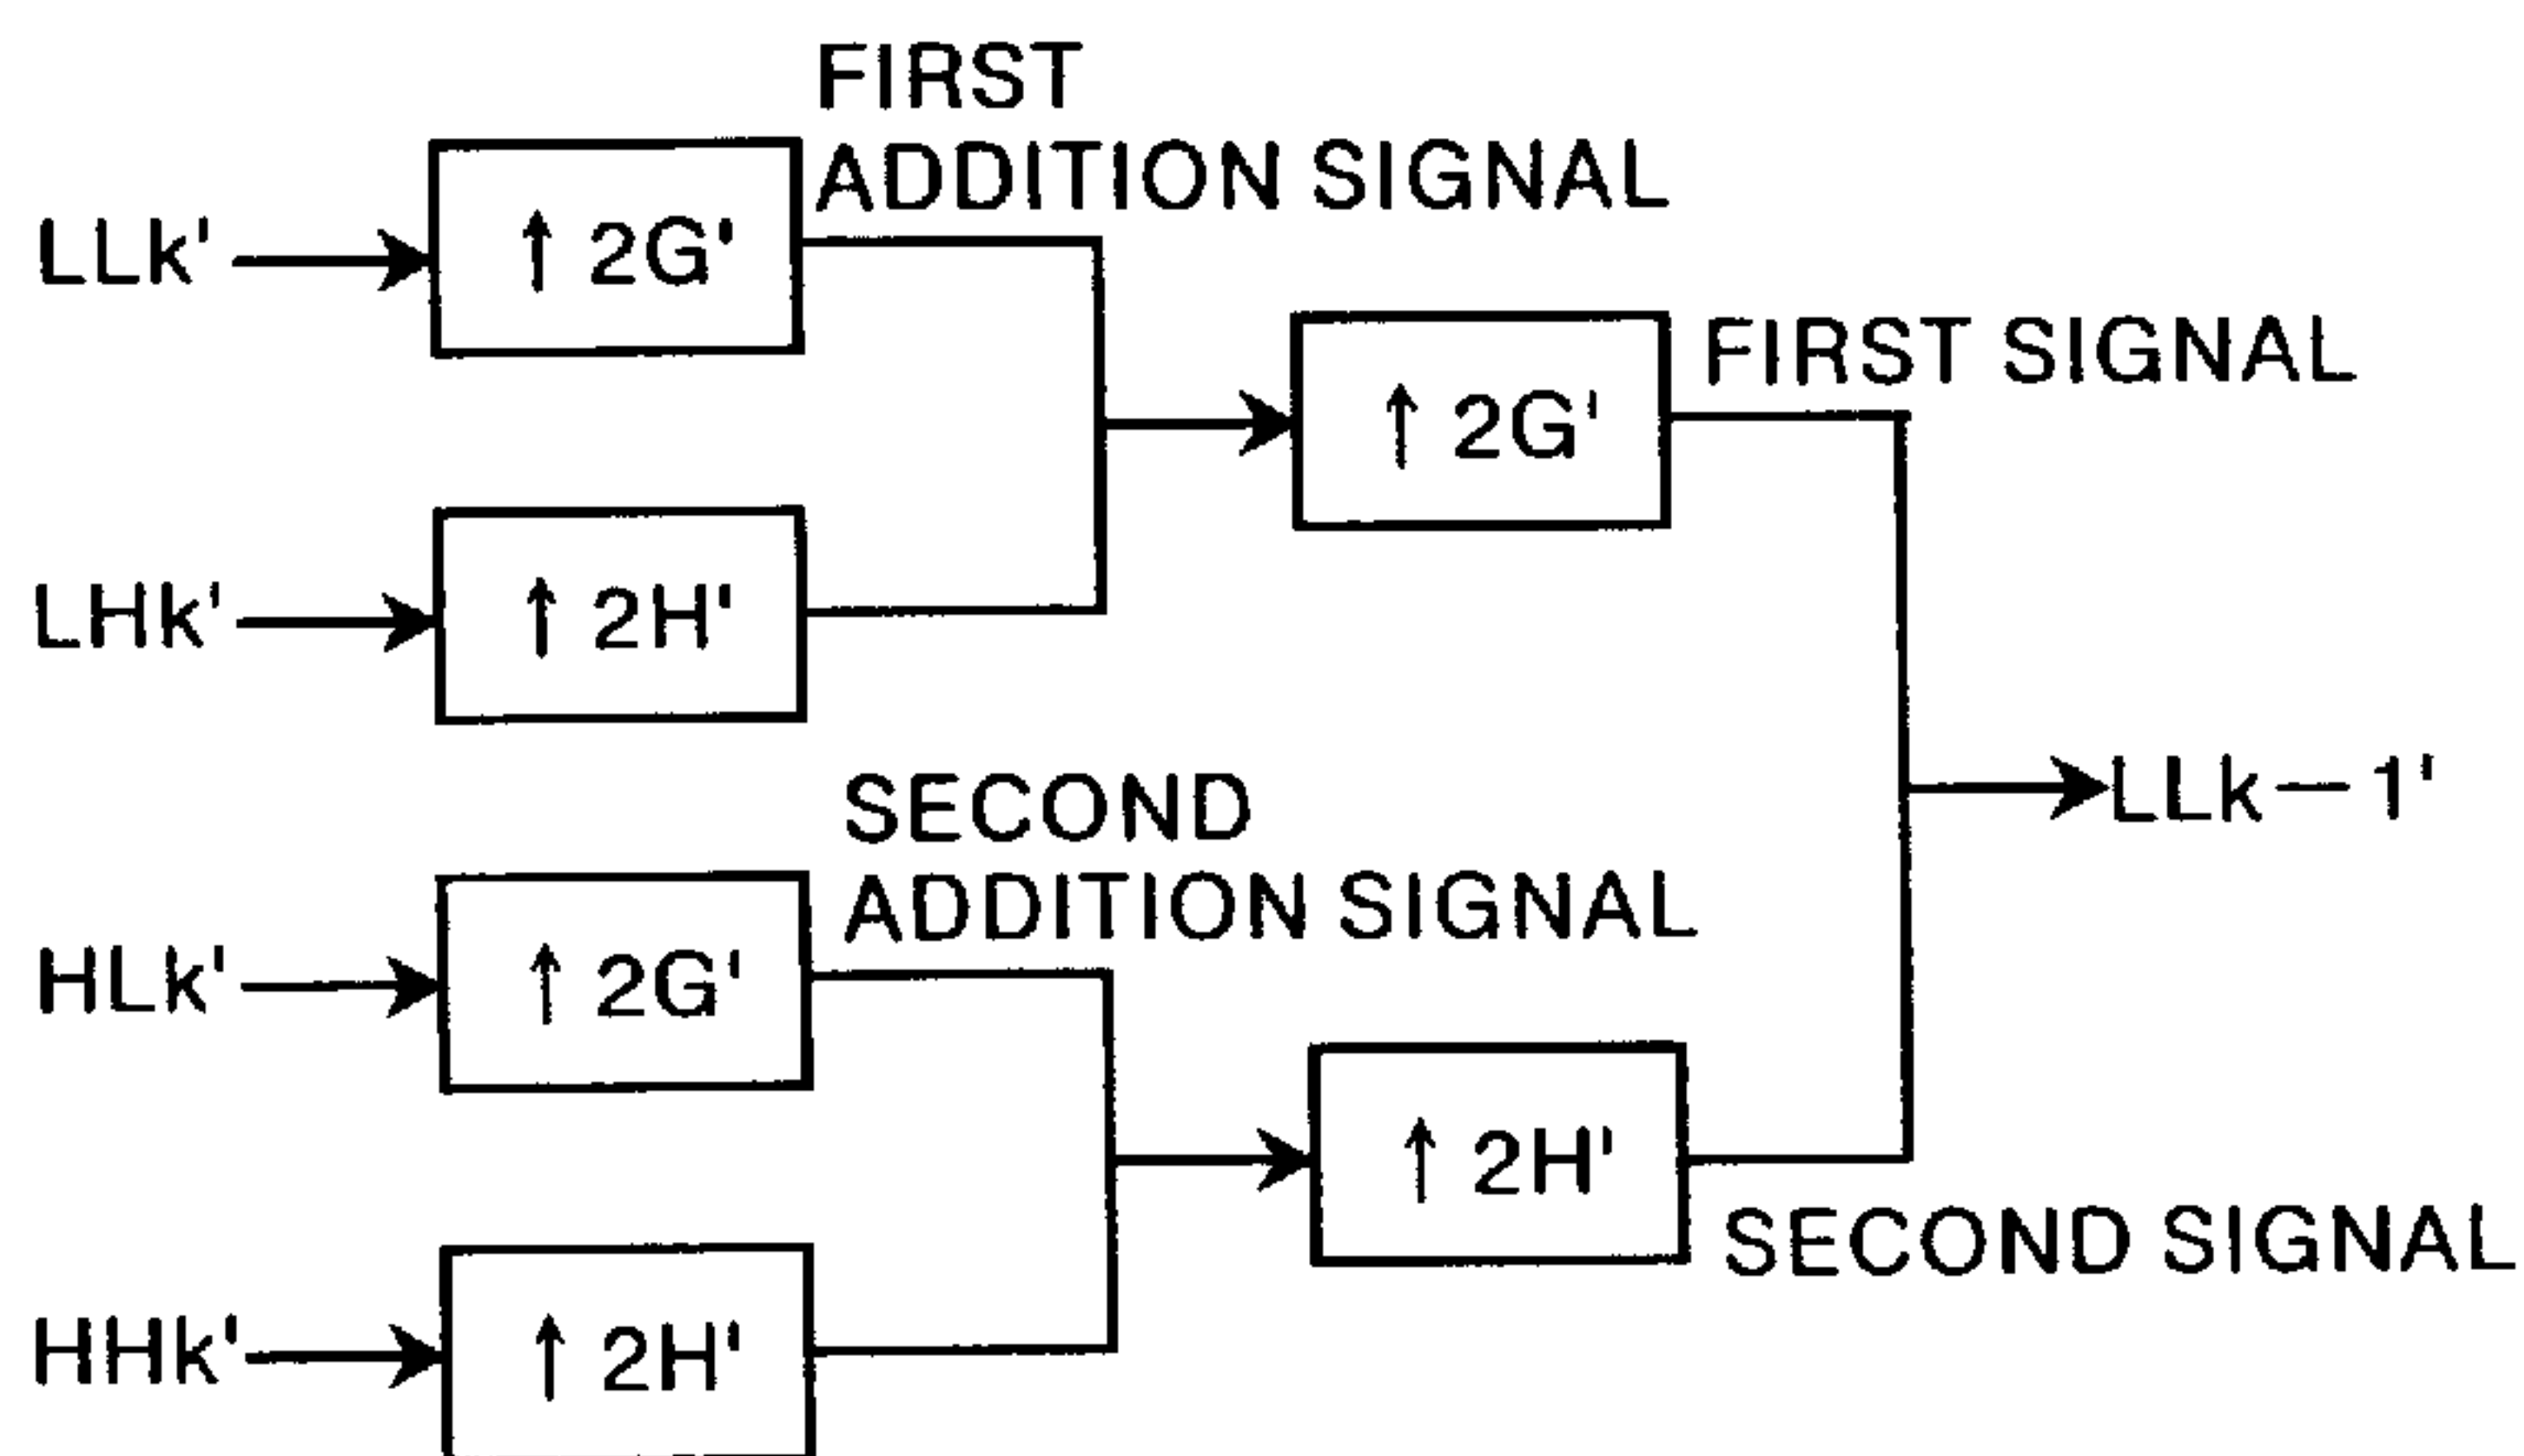 FIRST
ADDITION SIGNAL
LLk'
↑ 2G'
↑ 2G'
FIRST SIGNAL
LHk'
↑ 2H'
LLk−1'
SECOND
ADDITION SIGNAL
HLk'
↑ 2G'
↑ 2H'
SECOND SIGNAL
HHk'
↑ 2H'